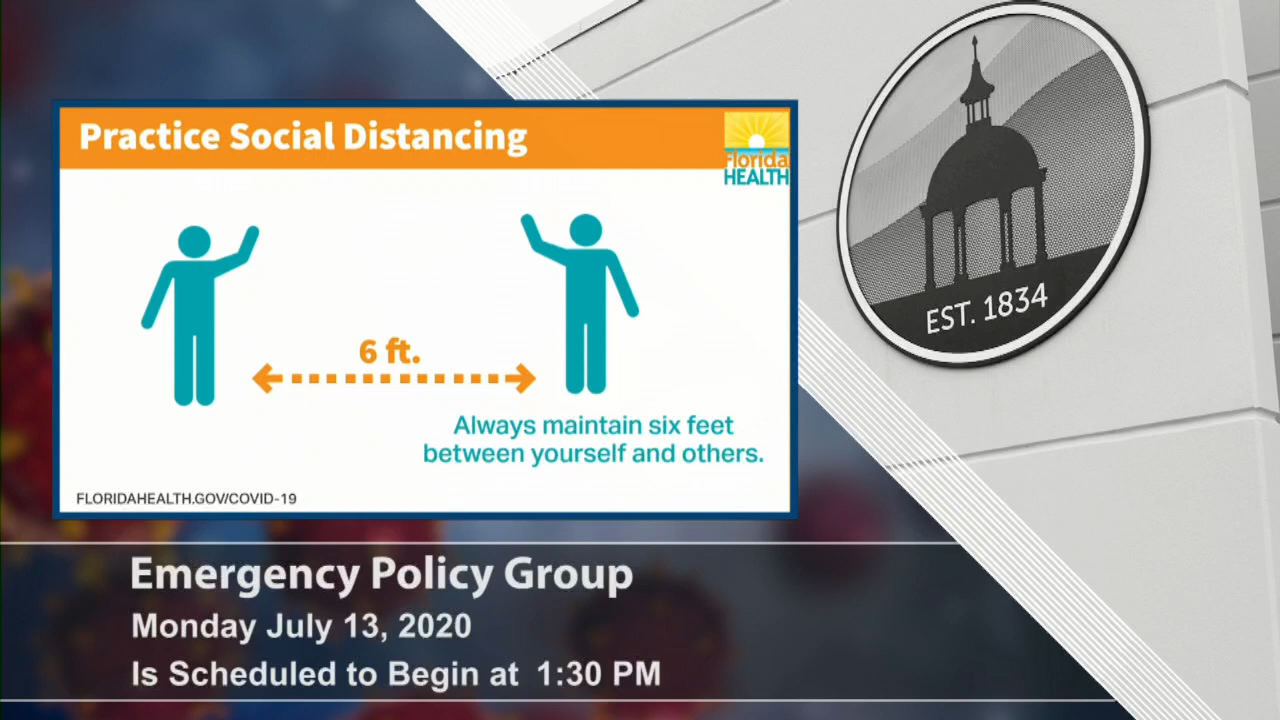 Practice Social Distancing
Florida
HEALTH
6 ft.
Always maintain six feet
between yourself and others.
FLORIDAHEALTH.GOV/COVID-19
EST. 1834
Emergency Policy Group
Monday July 13, 2020
Is Scheduled to Begin at 1:30 PM